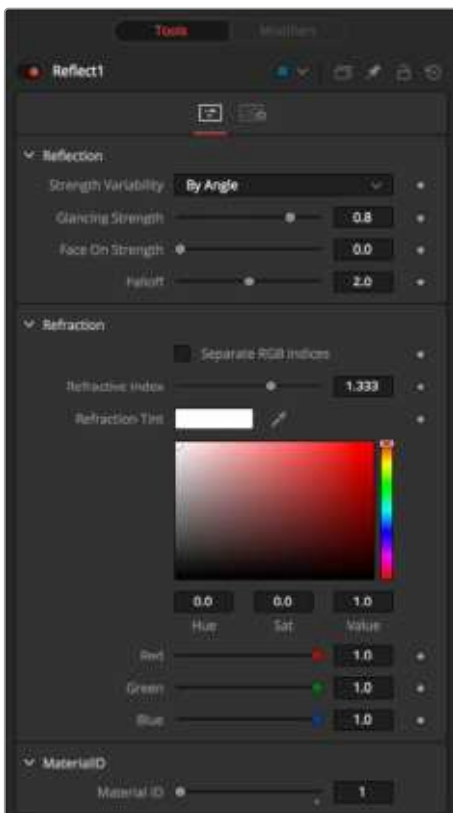 Tools Modifiers
Reflect1
Reflection
Strength Variability By Angle
Glancing Strength 0.8
Face On Strength 0.0
Falloff 2.0
Refraction
Separate RGB Indices
Refractive Index 1.333
Refraction Tint
0.0 0.0 1.0
Hue Sat Value
Red 1.0
Green 1.0
Blue 1.0
MaterialID
Material ID 1